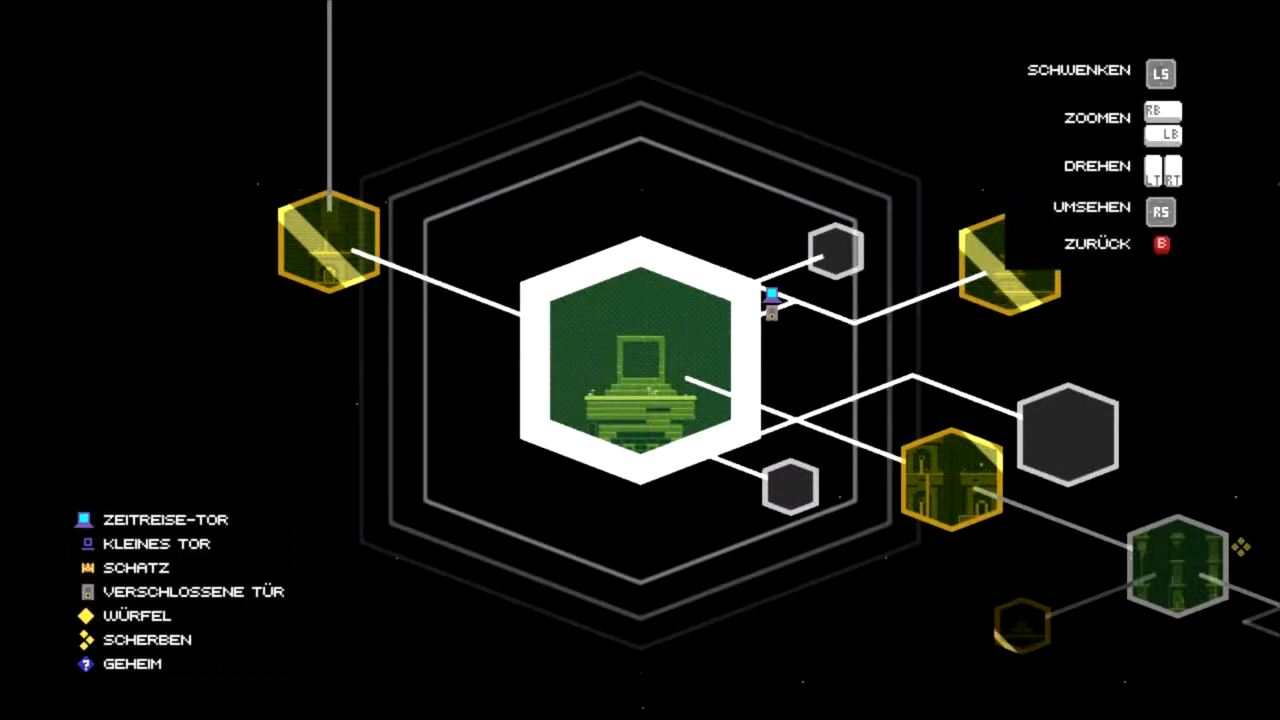 SCHWENKEN LS
ZOOMEN RB
LB
DREHEN LT RT
UMSEHEN RS
ZURÜCK B
ZEITREISE-TOR
KLEINES TOR
SCHATZ
VERSCHLOSSENE TÜR
WÜRFEL
SCHERBEN
? GEHEIM